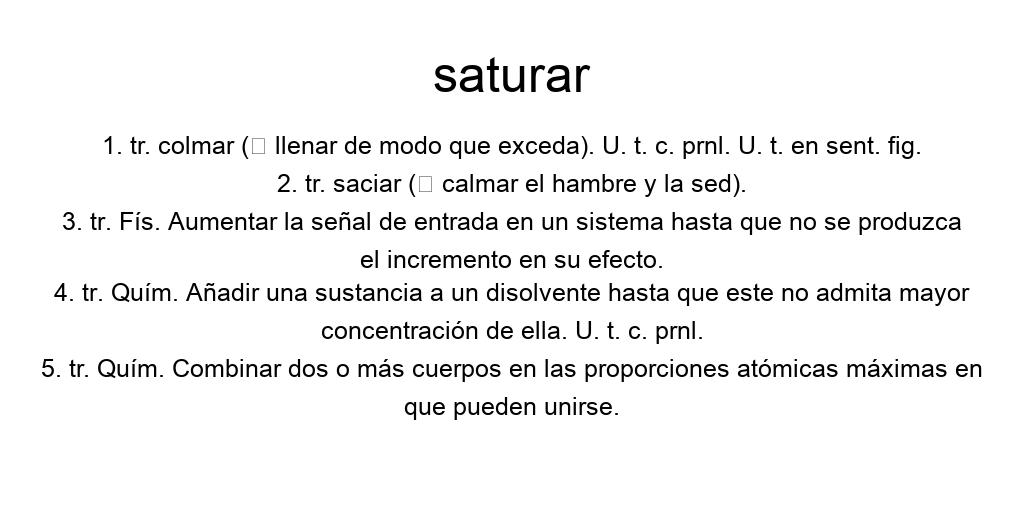 saturar
1. tr. colmar (□ llenar de modo que exceda). U. t. c. prnl. U. t. en sent. fig.
2. tr. saciar (□ calmar el hambre y la sed).
3. tr. Fís. Aumentar la señal de entrada en un sistema hasta que no se produzca
el incremento en su efecto.
4. tr. Quím. Añadir una sustancia a un disolvente hasta que este no admita mayor
concentración de ella. U. t. c. prnl.
5. tr. Quím. Combinar dos o más cuerpos en las proporciones atómicas máximas en
que pueden unirse.